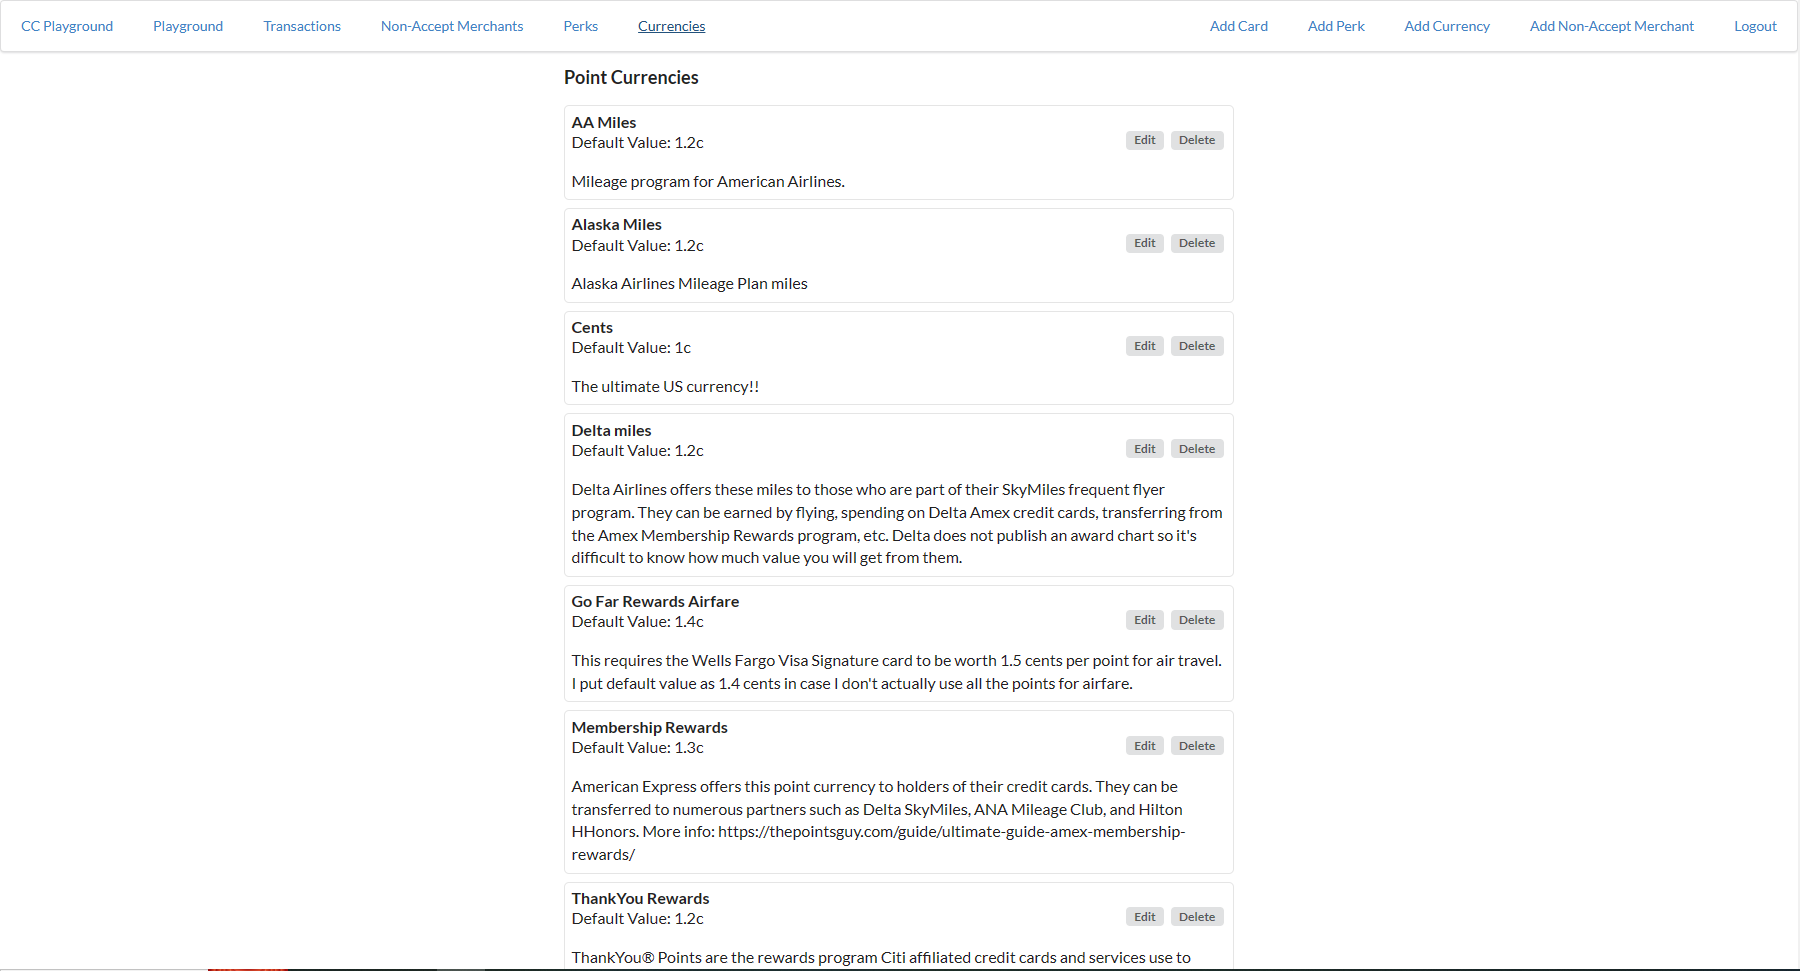 CC Playground Playground Transactions Non-Accept Merchants Perks Currencies Add Card Add Perk Add Currency Add Non-Accept Merchant Logout
Point Currencies
AA Miles
Default Value: 1.2c
Edit Delete
Mileage program for American Airlines.
Alaska Miles
Default Value: 1.2c
Edit Delete
Alaska Airlines Mileage Plan miles
Cents
Default Value: 1c
Edit Delete
The ultimate US currency!!
Delta miles
Default Value: 1.2c
Edit Delete
Delta Airlines offers these miles to those who are part of their SkyMiles frequent flyer
program. They can be earned by flying, spending on Delta Amex credit cards, transferring from
the Amex Membership Rewards program, etc. Delta does not publish an award chart so it's
difficult to know how much value you will get from them.
Go Far Rewards Airfare
Default Value: 1.4c
Edit Delete
This requires the Wells Fargo Visa Signature card to be worth 1.5 cents per point for air travel.
I put default value as 1.4 cents in case I don't actually use all the points for airfare.
Membership Rewards
Default Value: 1.3c
Edit Delete
American Express offers this point currency to holders of their credit cards. They can be
transferred to numerous partners such as Delta SkyMiles, ANA Mileage Club, and Hilton
HHonors. More info: https://thepointsguy.com/guide/ultimate-guide-amex-membership-
rewards/
ThankYou Rewards
Default Value: 1.2c
Edit Delete
ThankYou® Points are the rewards program Citi affiliated credit cards and services use to